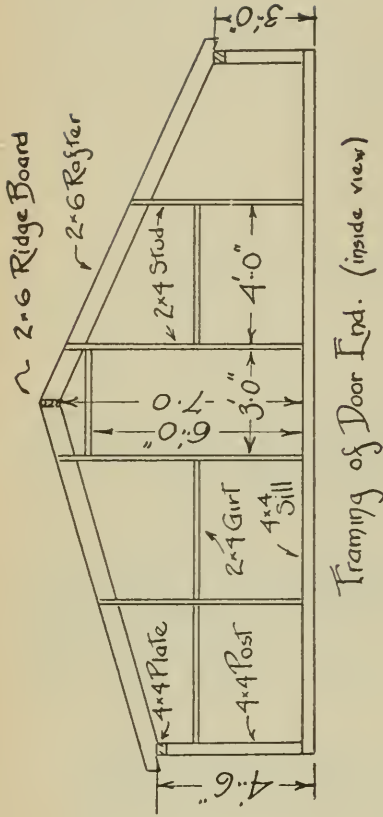 2×6 Ridge Board
2×6 Rafter
4×4 Plate
2×4 Stud
7'.0
6'.0"
3'.0"
4'.0"
3'.0"
4'.6"
4×4 Post
2×4 Girt
4×4 Sill
Framing of Door End. (inside view)